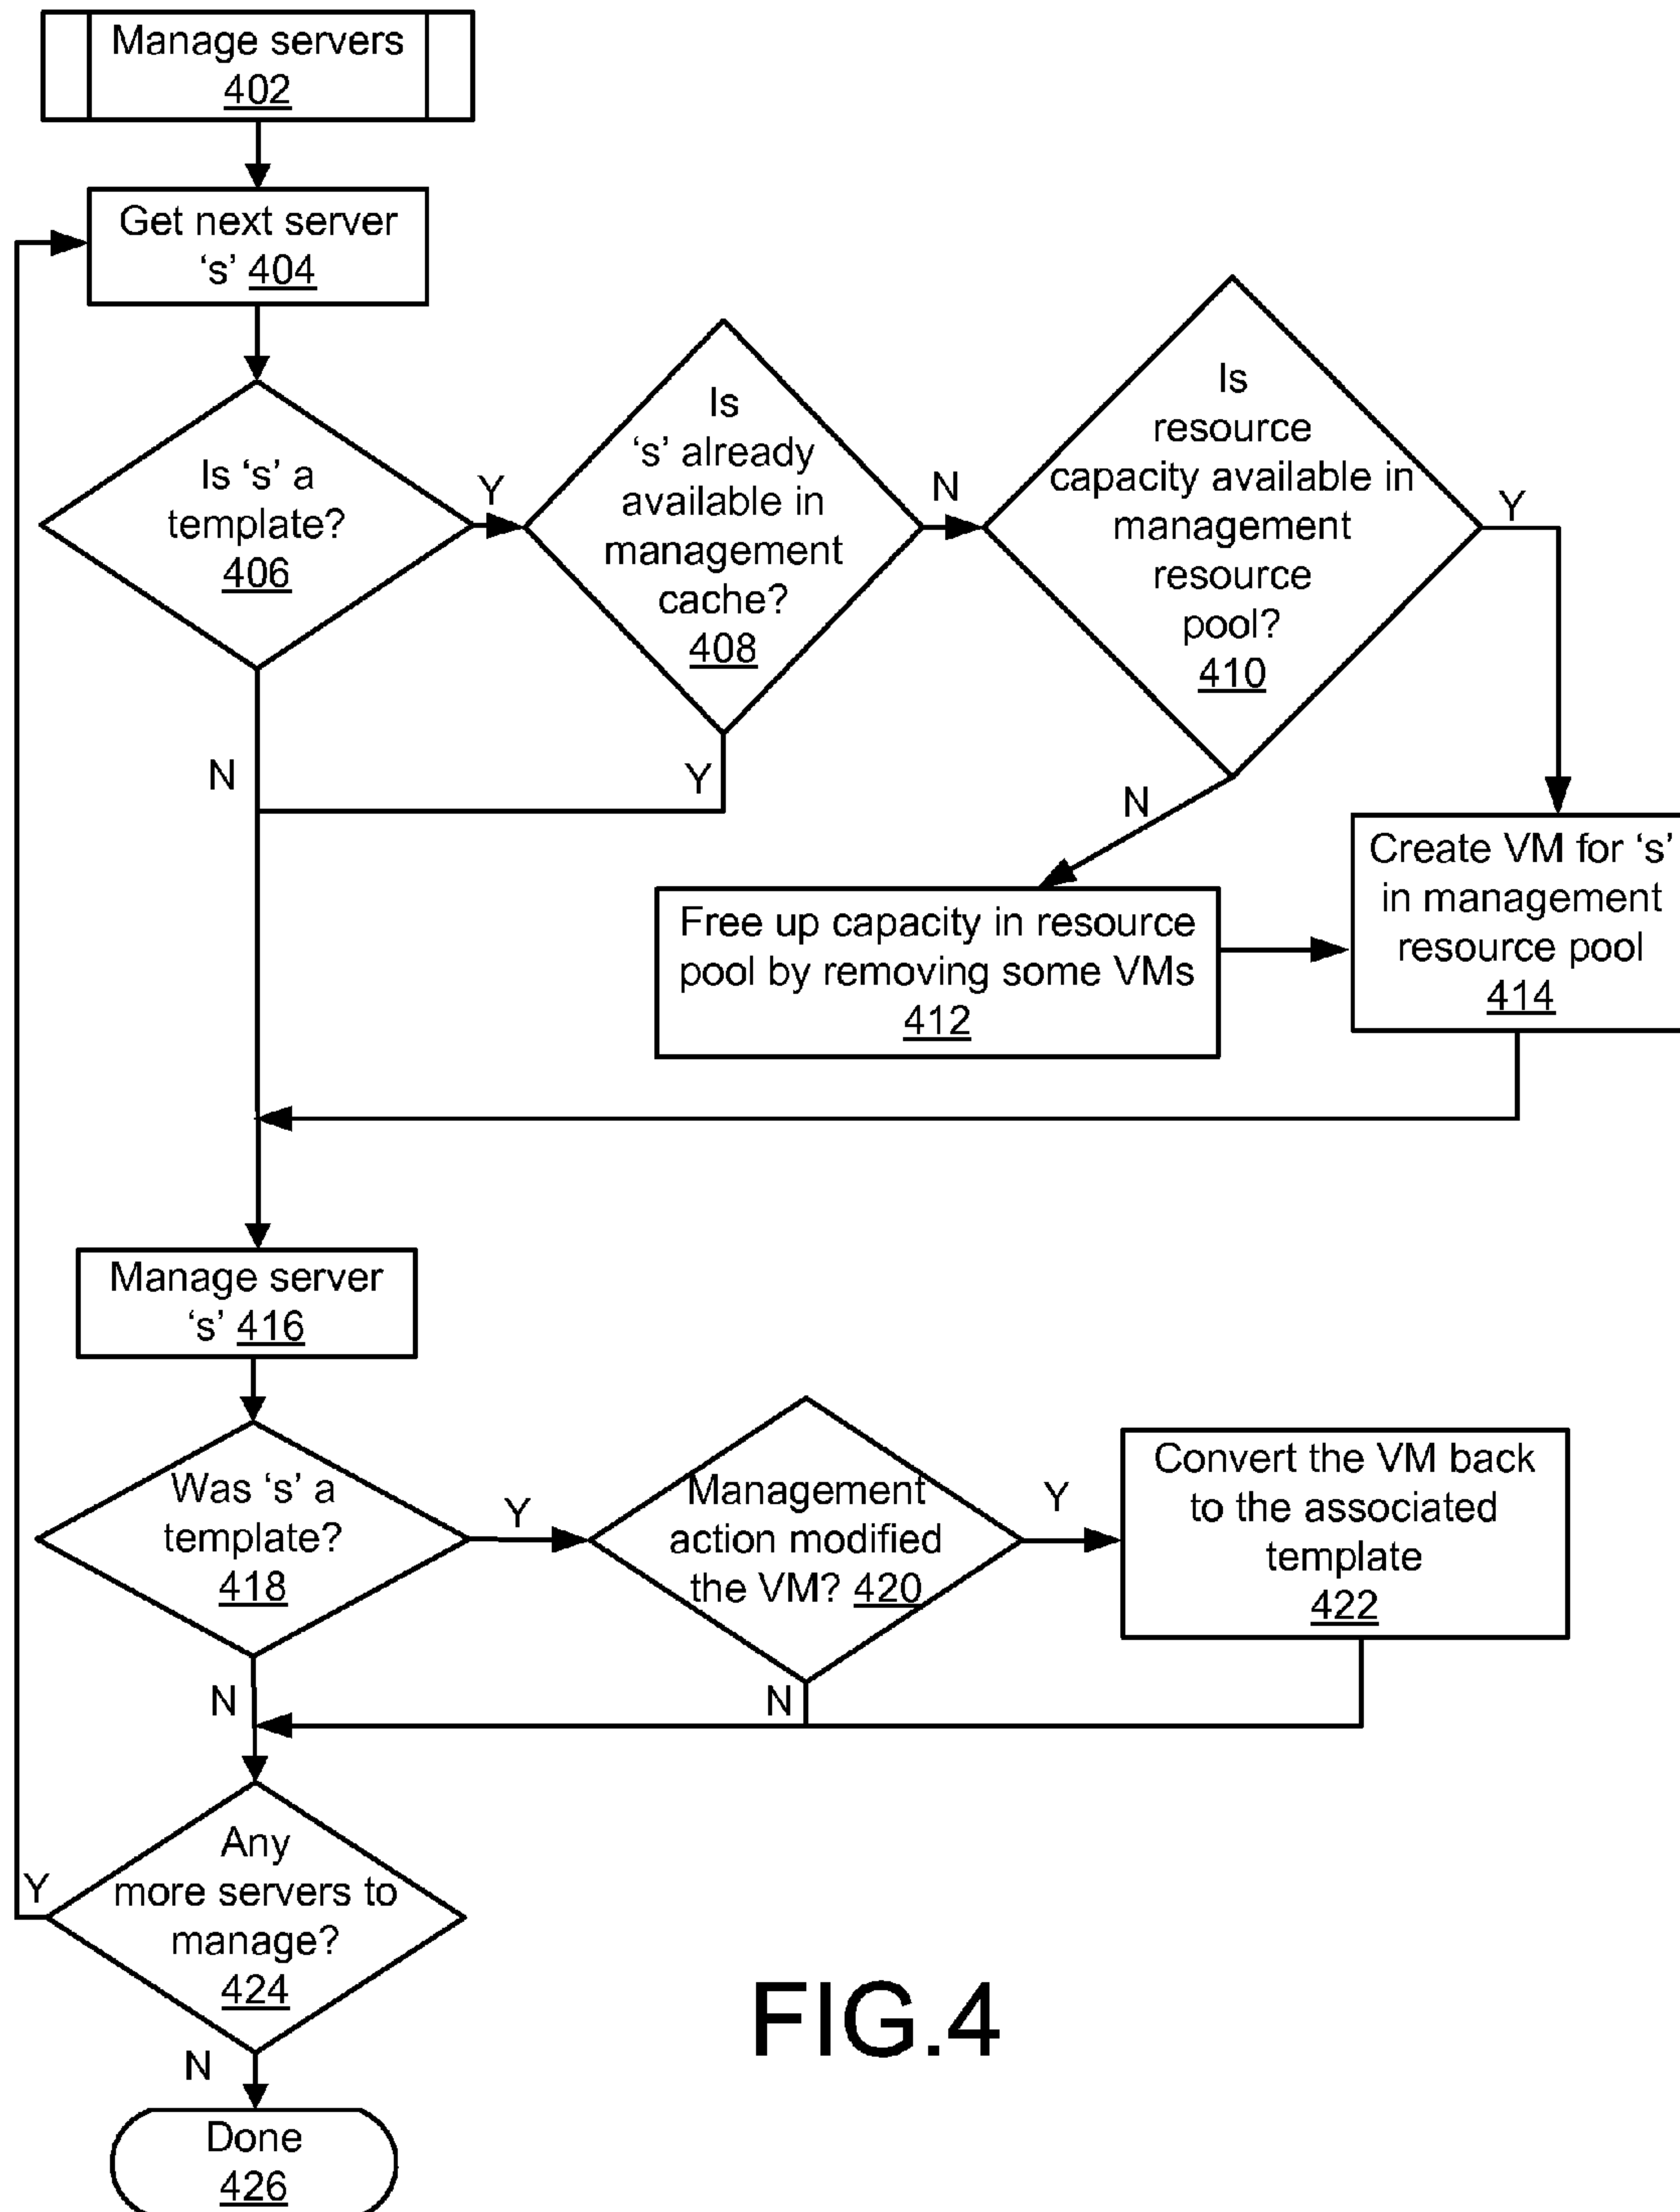 Manage servers
402
Get next server
‘s’ 404
Is ‘s’ a
template?
406
Y
N
Is
‘s’ already
available in
management
cache?
408
N
Y
Is
resource
capacity available in
management
resource
pool?
410
Y
N
Free up capacity in resource
pool by removing some VMs
412
Create VM for ‘s’
in management
resource pool
414
Manage server
‘s’ 416
Was ‘s’ a
template?
418
Y
N
Management
action modified
the VM? 420
Y
N
Convert the VM back
to the associated
template
422
Any
more servers to
manage?
424
Y
N
Done
426
FIG.4